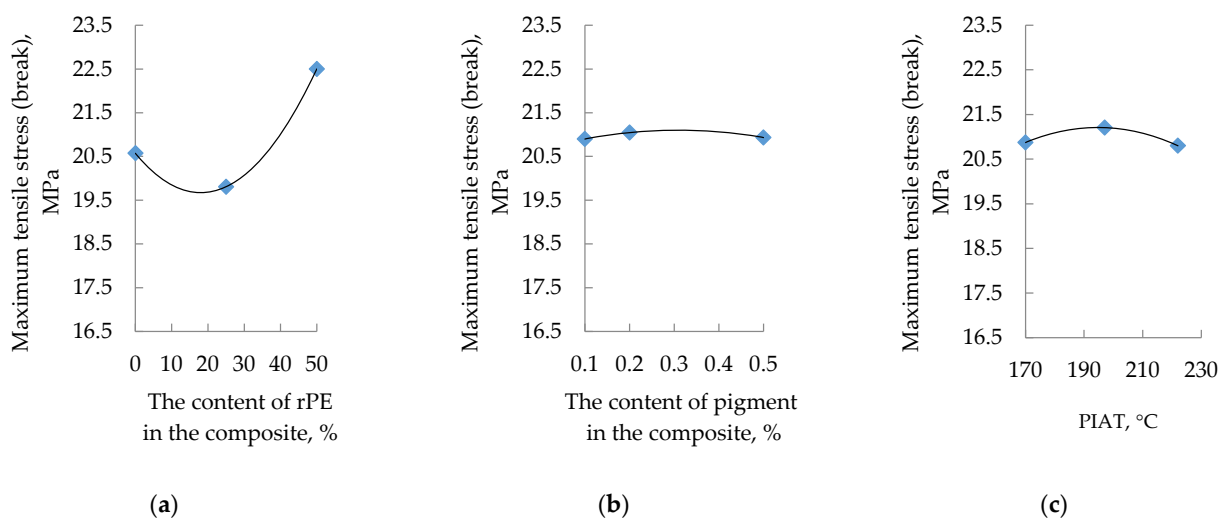 Maximum tensile stress (break),
MPa
23.5
22.5
21.5
20.5
19.5
18.5
17.5
16.5
0 10 20 30 40 50
The content of rPE
in the composite, %
(a)
Maximum tensile stress (break),
MPa
23.5
22.5
21.5
20.5
19.5
18.5
17.5
16.5
0.1 0.2 0.3 0.4 0.5
The content of pigment
in the composite, %
(b)
Maximum tensile stress (break),
MPa
23.5
22.5
21.5
20.5
19.5
18.5
17.5
16.5
170 190 210 230
PIAT, °C
(c)